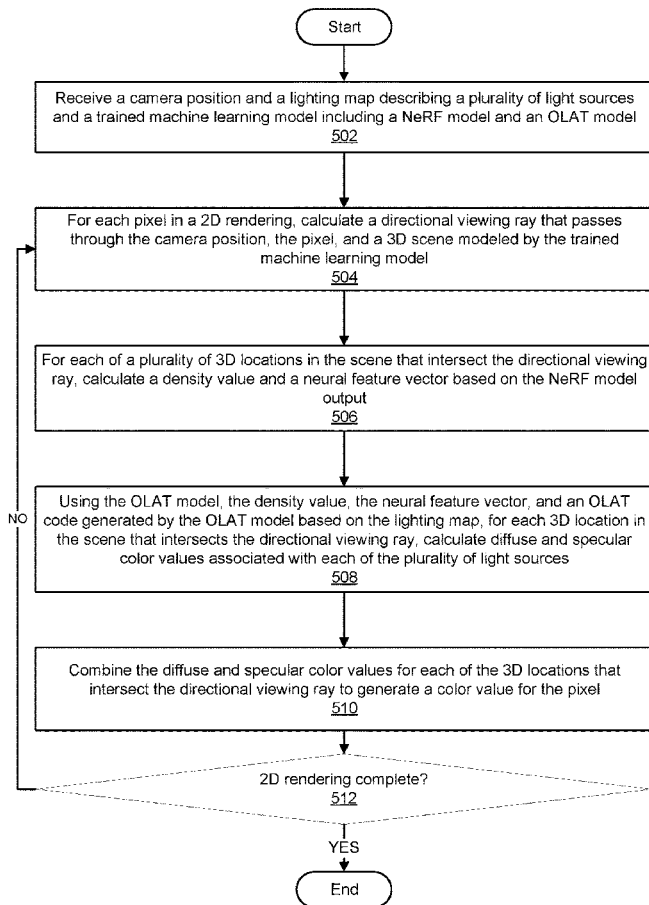 Start
Receive a camera position and a lighting map describing a plurality of light sources
and a trained machine learning model including a NeRF model and an OLAT model
502
For each pixel in a 2D rendering, calculate a directional viewing ray that passes
through the camera position, the pixel, and a 3D scene modeled by the trained
machine learning model
504
For each of a plurality of 3D locations in the scene that intersect the directional viewing
ray, calculate a density value and a neural feature vector based on the NeRF model
output
506
NO
Using the OLAT model, the density value, the neural feature vector, and an OLAT
code generated by the OLAT model based on the lighting map, for each 3D location in
the scene that intersects the directional viewing ray, calculate diffuse and specular
color values associated with each of the plurality of light sources
508
Combine the diffuse and specular color values for each of the 3D locations that
intersect the directional viewing ray to generate a color value for the pixel
510
2D rendering complete?
512
YES
End